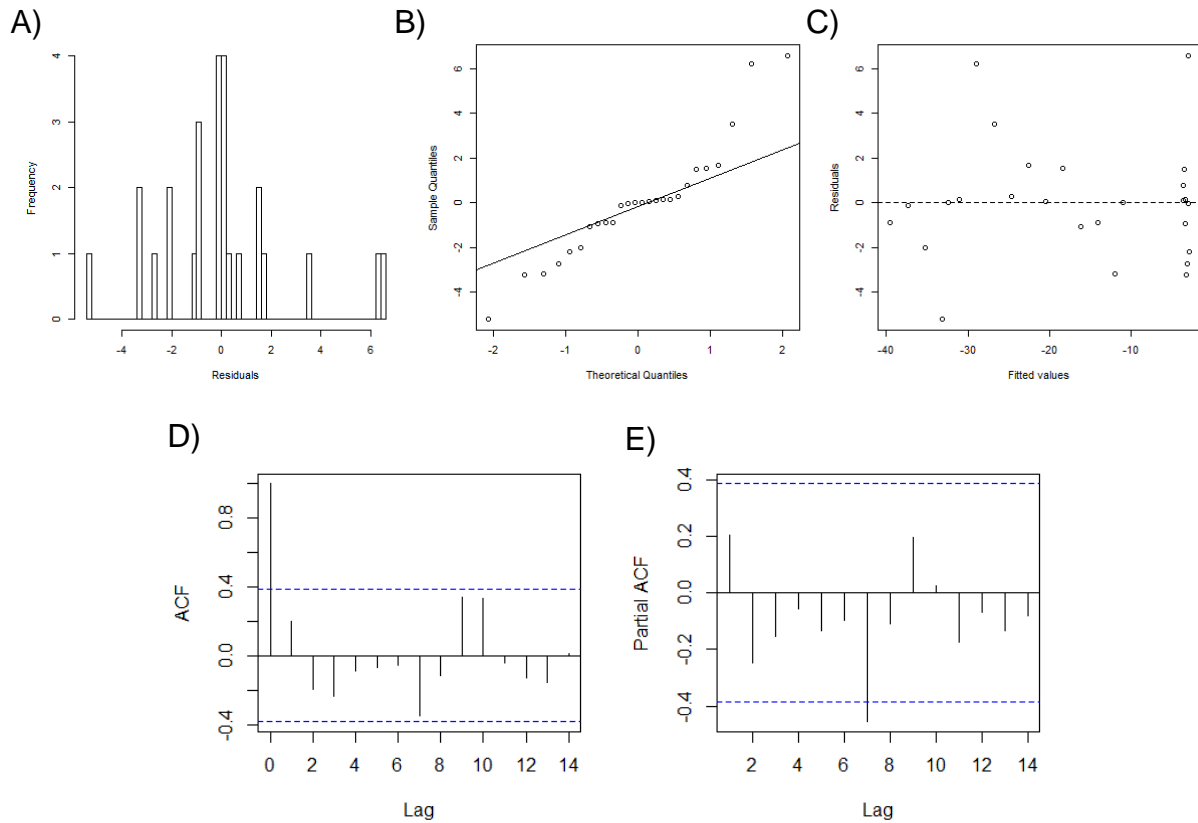 A)
4
3
2
1
0
Frequency
-4 -2 0 2 4 6
Residuals
B)
6
4
2
0
-2
-4
Sample Quantiles
-2 -1 0 1 2
Theoretical Quantiles
C)
6
4
2
0
-2
-4
Residuals
-40 -30 -20 -10
Fitted values
D)
0.8
0.4
0.0
-0.4
ACF
0 2 4 6 8 10 12 14
Lag
E)
0.4
0.2
0.0
-0.2
-0.4
Partial ACF
2 4 6 8 10 12 14
Lag